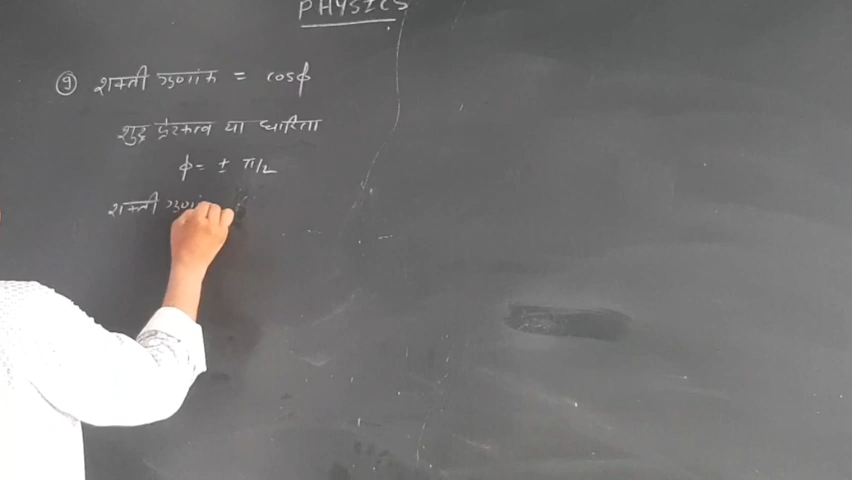 PHYSICS
9 शक्ती गुणांक = cosϕ
शुद्ध प्रेरकत्व या धारिता
ϕ = ± π/2
शक्ती गुणां